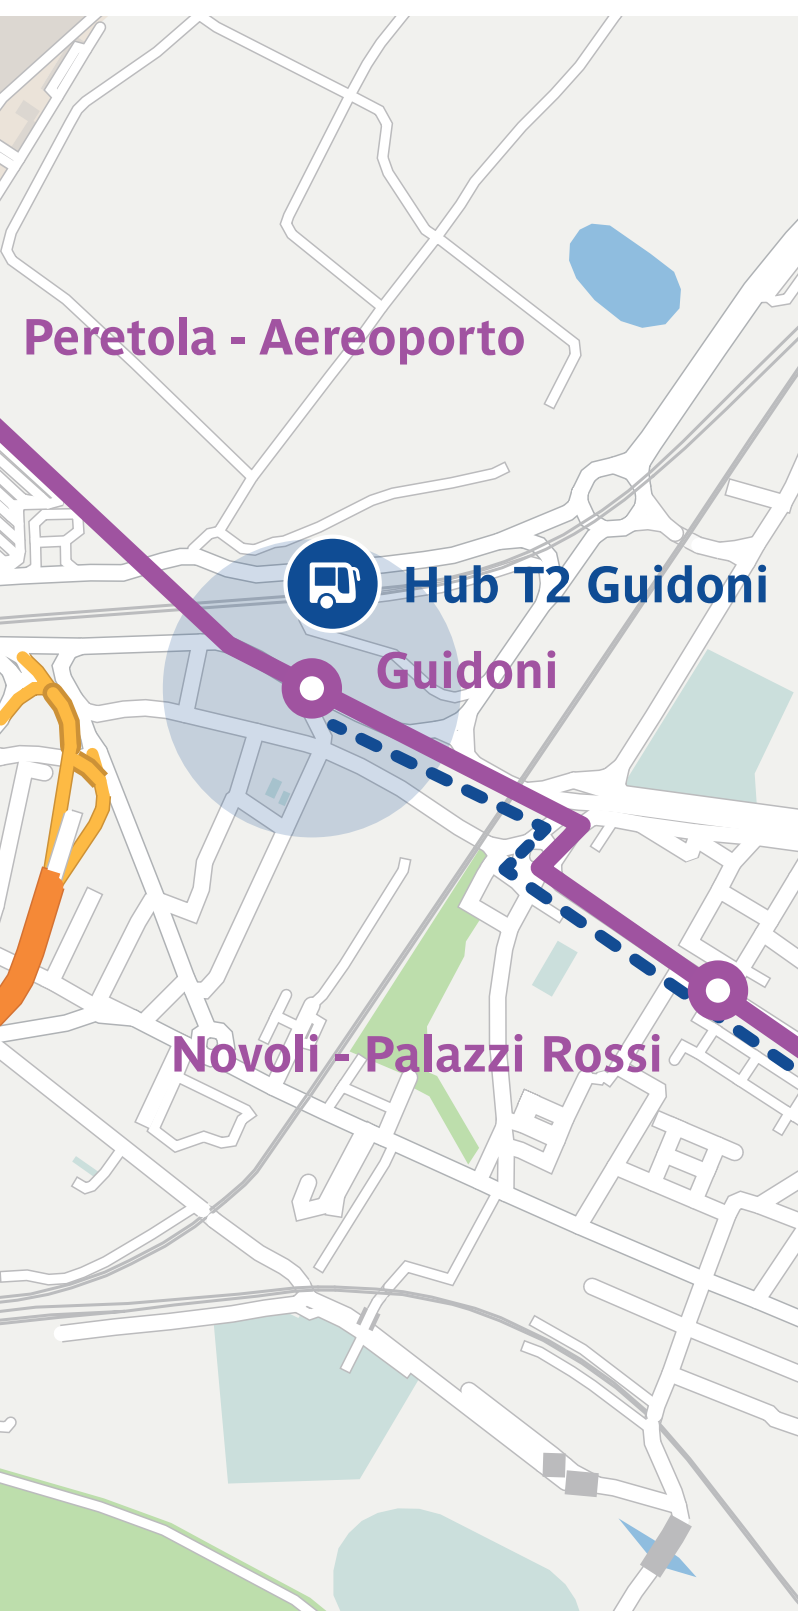 Peretola - Aereoporto
Hub T2 Guidoni
Guidoni
Novoli - Palazzi Rossi